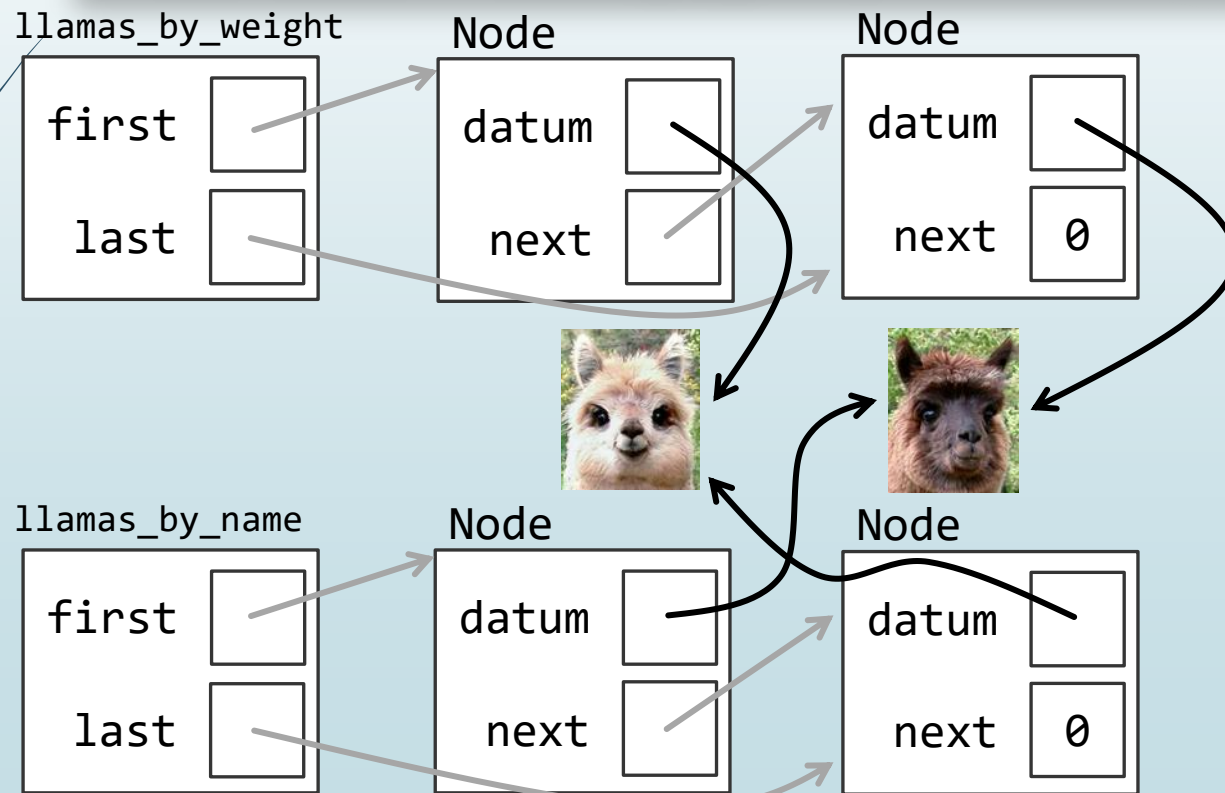 llamas_by_weight
Node
Node
first
datum
datum
last
next
next 0
llamas_by_name
Node
Node
first
datum
datum
last
next
next 0